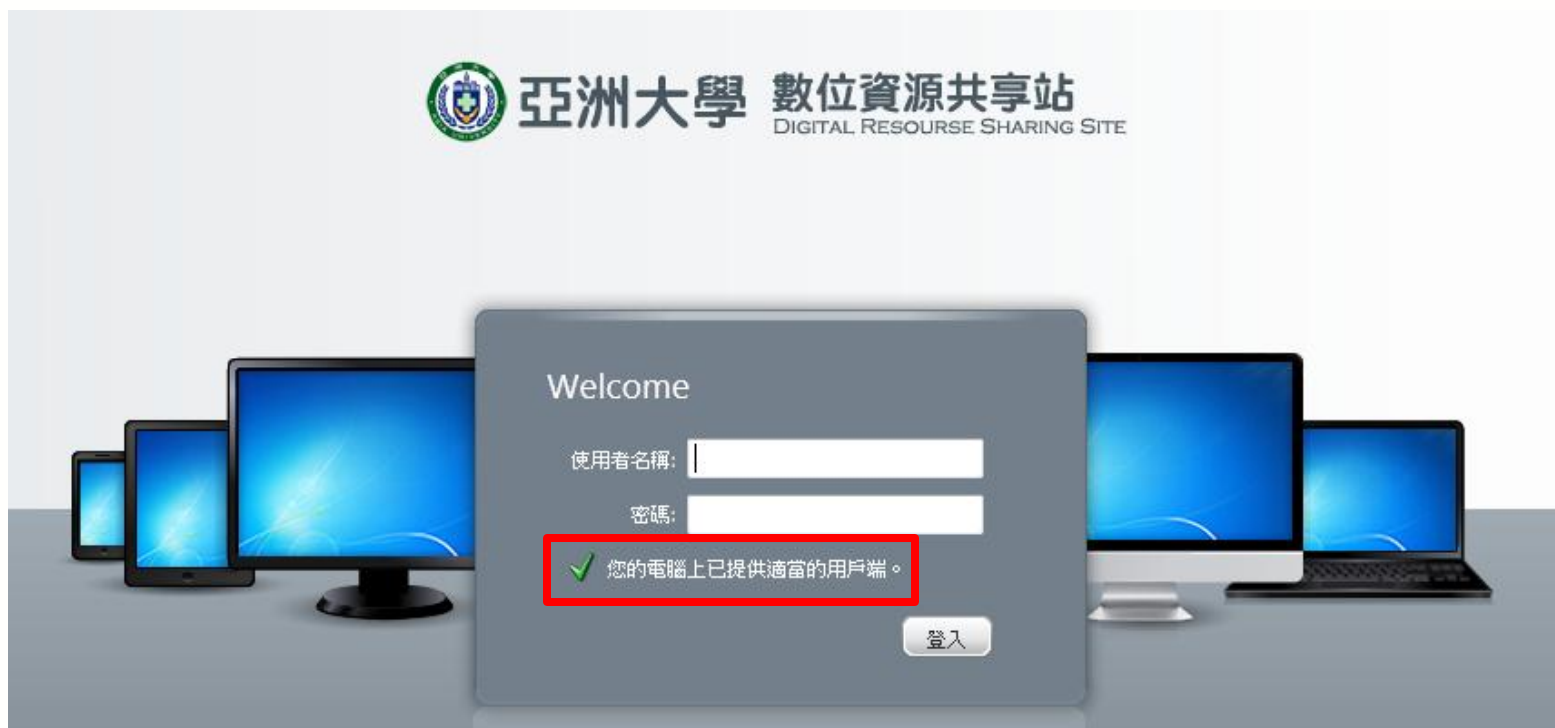 亞洲大學 數位資源共享站
DIGITAL RESOURSE SHARING SITE
Welcome
使用者名稱:
密碼:
您的電腦上已提供適當的用戶端。
登入